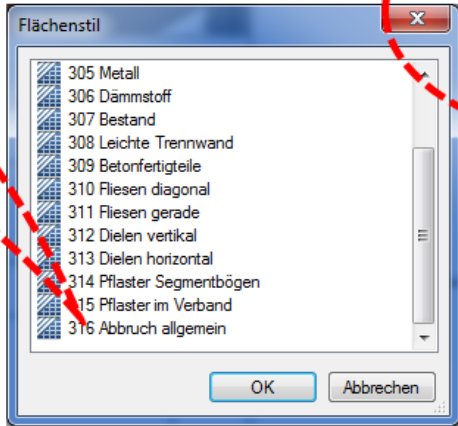 Flächenstil
305 Metall
306 Dämmstoff
307 Bestand
308 Leichte Trennwand
309 Betonfertigteile
310 Fliesen diagonal
311 Fliesen gerade
312 Dielen vertikal
313 Dielen horizontal
314 Pflaster Segmentbögen
315 Pflaster im Verband
316 Abbruch allgemein
OK
Abbrechen